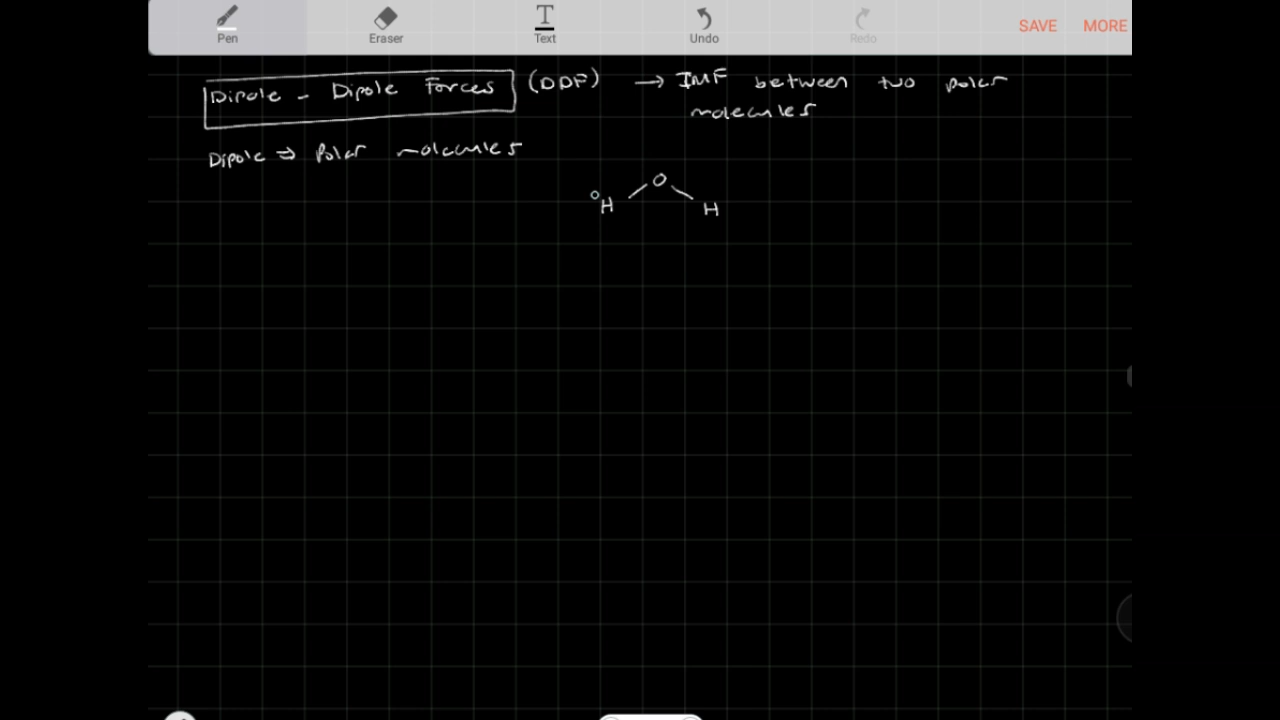 Pen Eraser Text Undo Redo SAVE MORE
Dipole - Dipole Forces (DDF) → IMF between two polar
molecules
Dipole ⇒ Polar molecules
O
H H